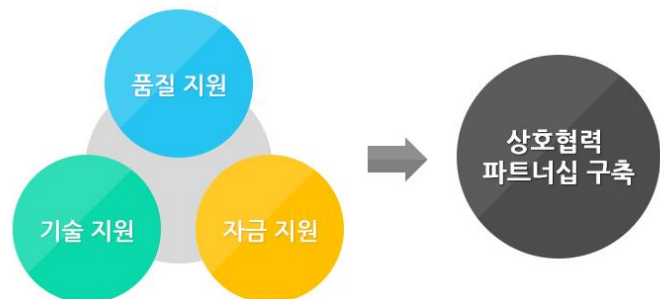 품질 지원
기술 지원
자금 지원
상호협력
파트너십 구축